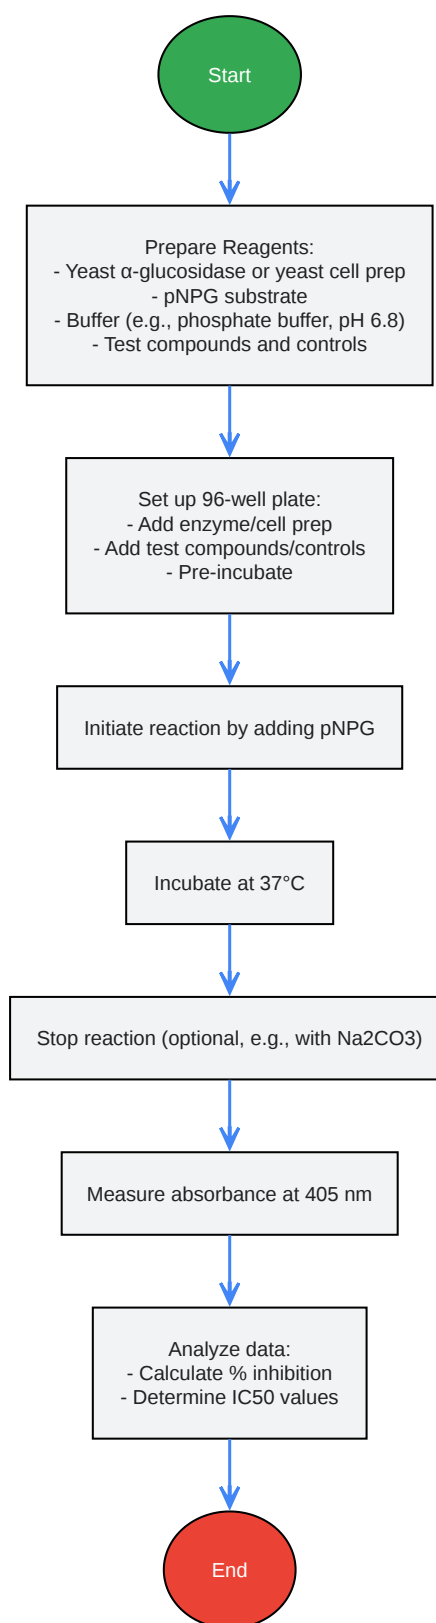 Start
Prepare Reagents:
- Yeast α-glucosidase or yeast cell prep
- pNPG substrate
- Buffer (e.g., phosphate buffer, pH 6.8)
- Test compounds and controls
Set up 96-well plate:
- Add enzyme/cell prep
- Add test compounds/controls
- Pre-incubate
Initiate reaction by adding pNPG
Incubate at 37°C
Stop reaction (optional, e.g., with Na2CO3)
Measure absorbance at 405 nm
Analyze data:
- Calculate % inhibition
- Determine IC50 values
End